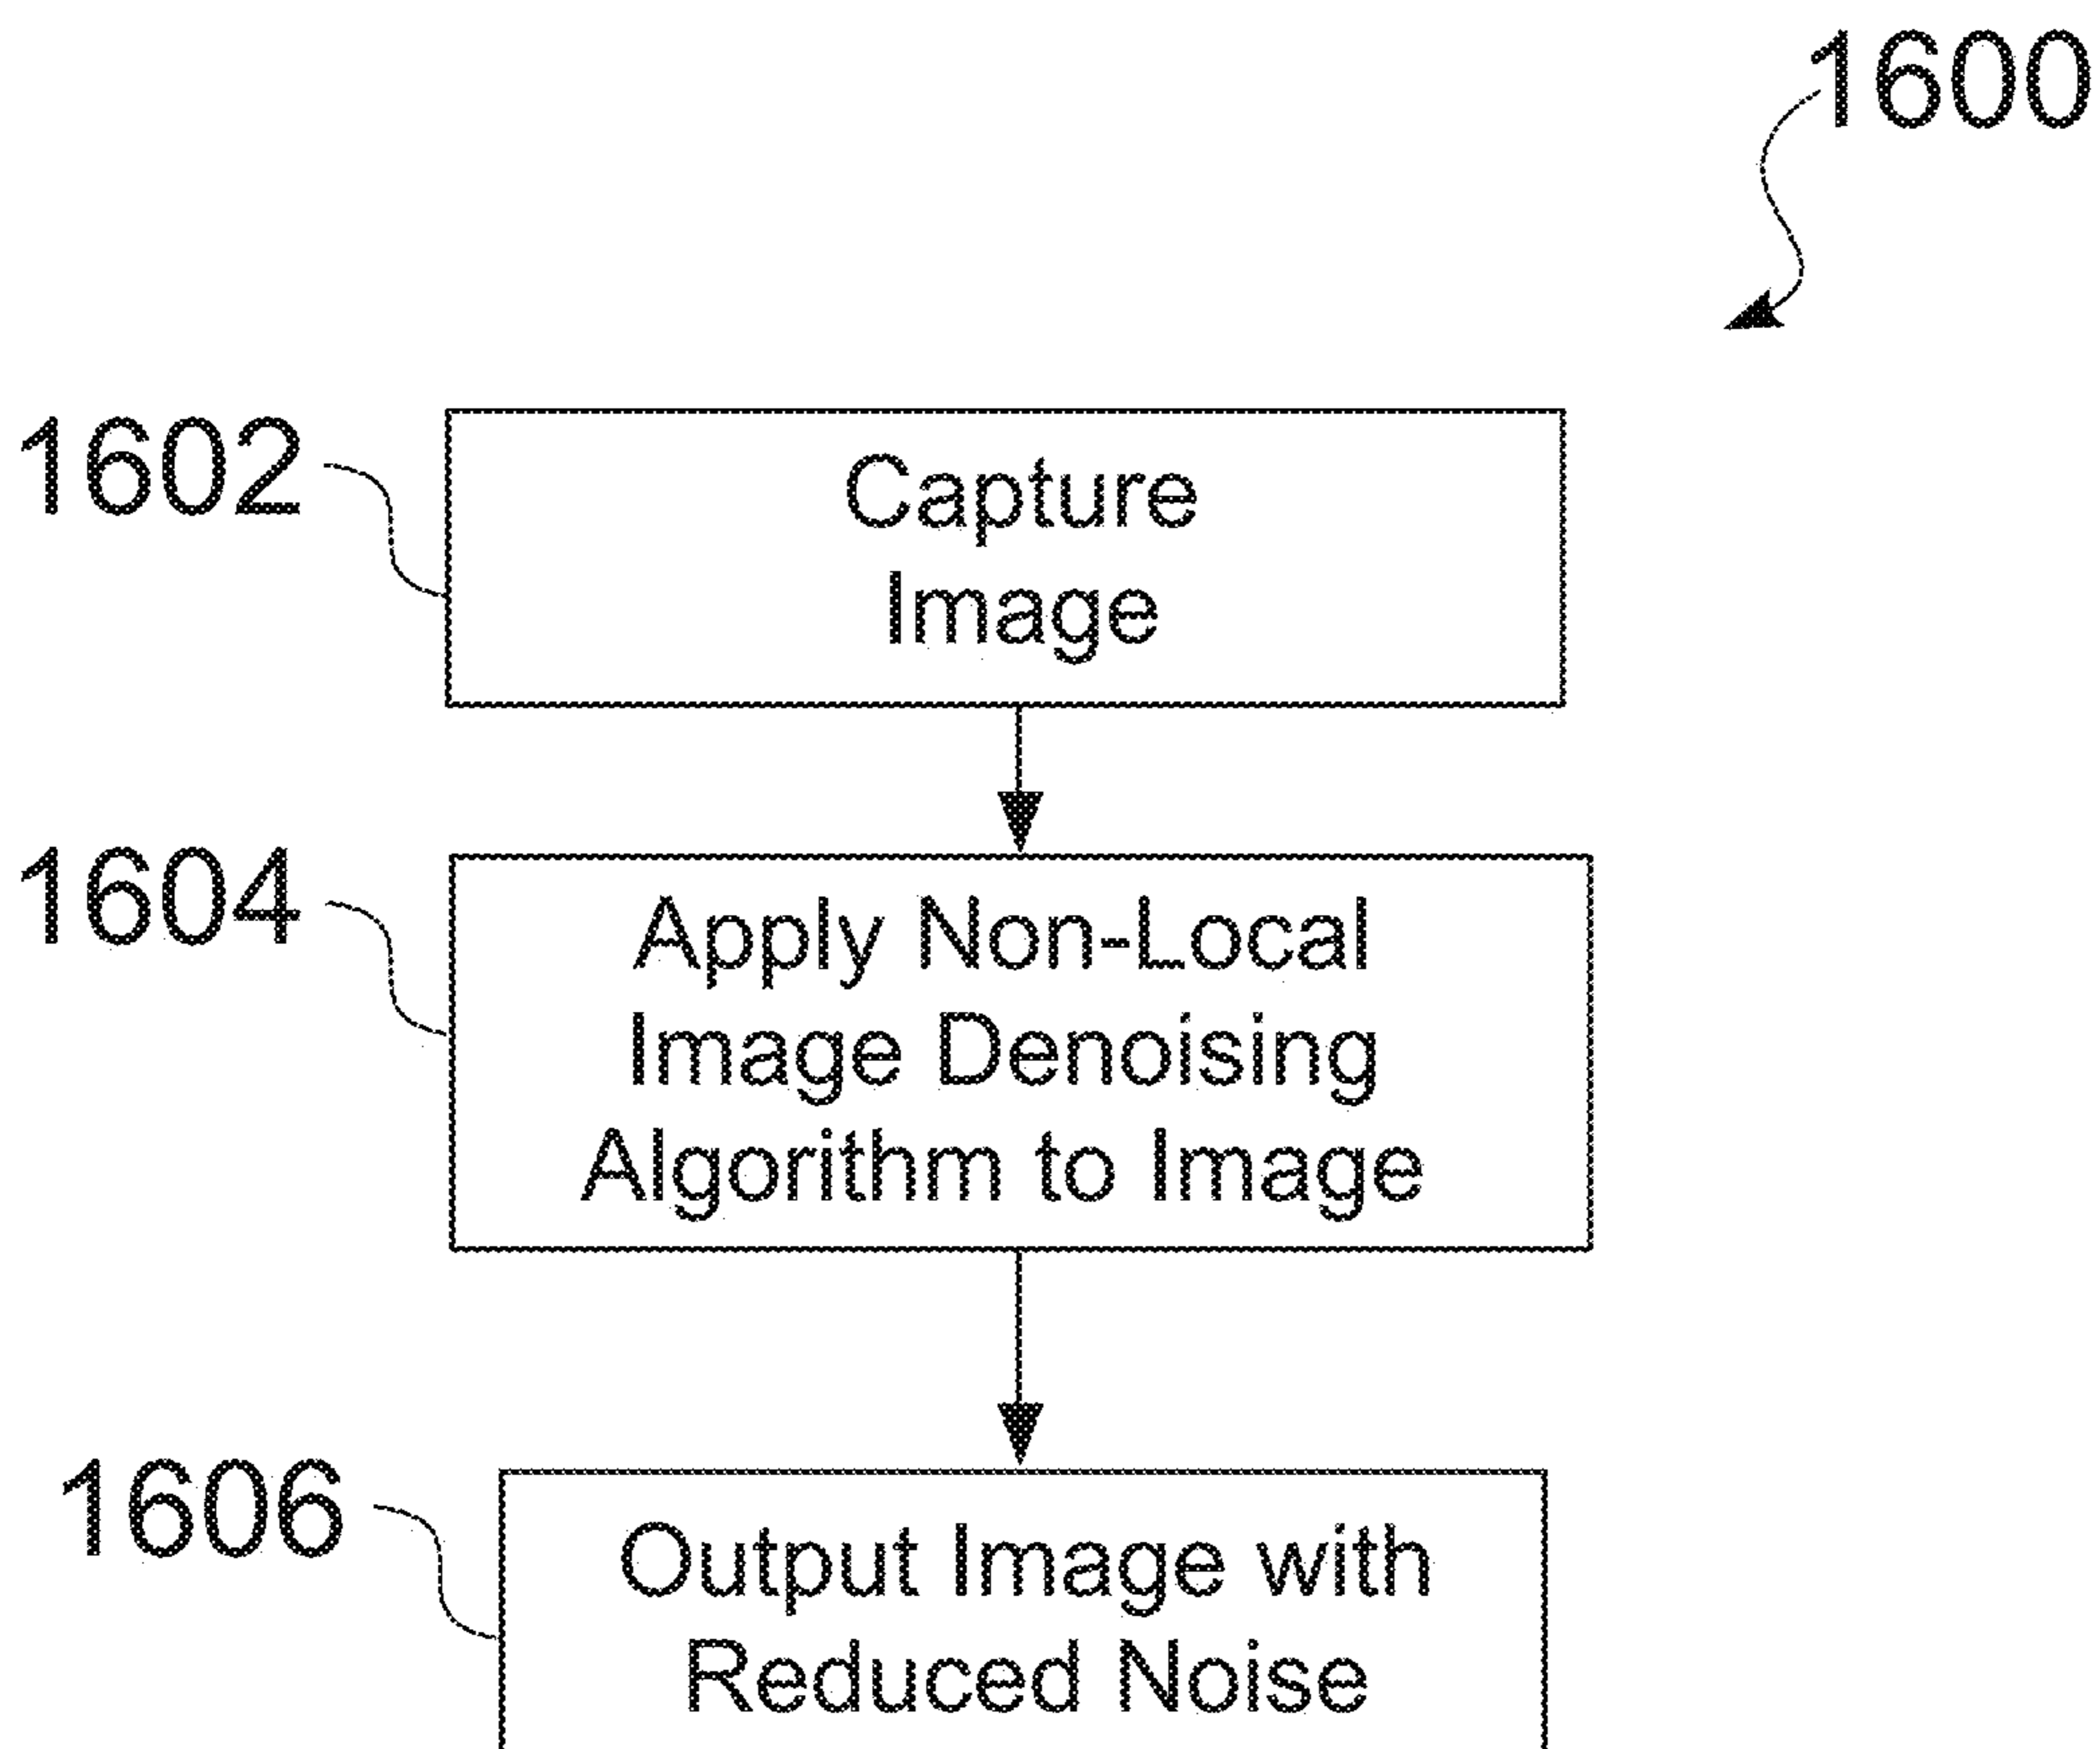 1600
1602
Capture
Image
1604
Apply Non-Local
Image Denoising
Algorithm to Image
1606
Output Image with
Reduced Noise